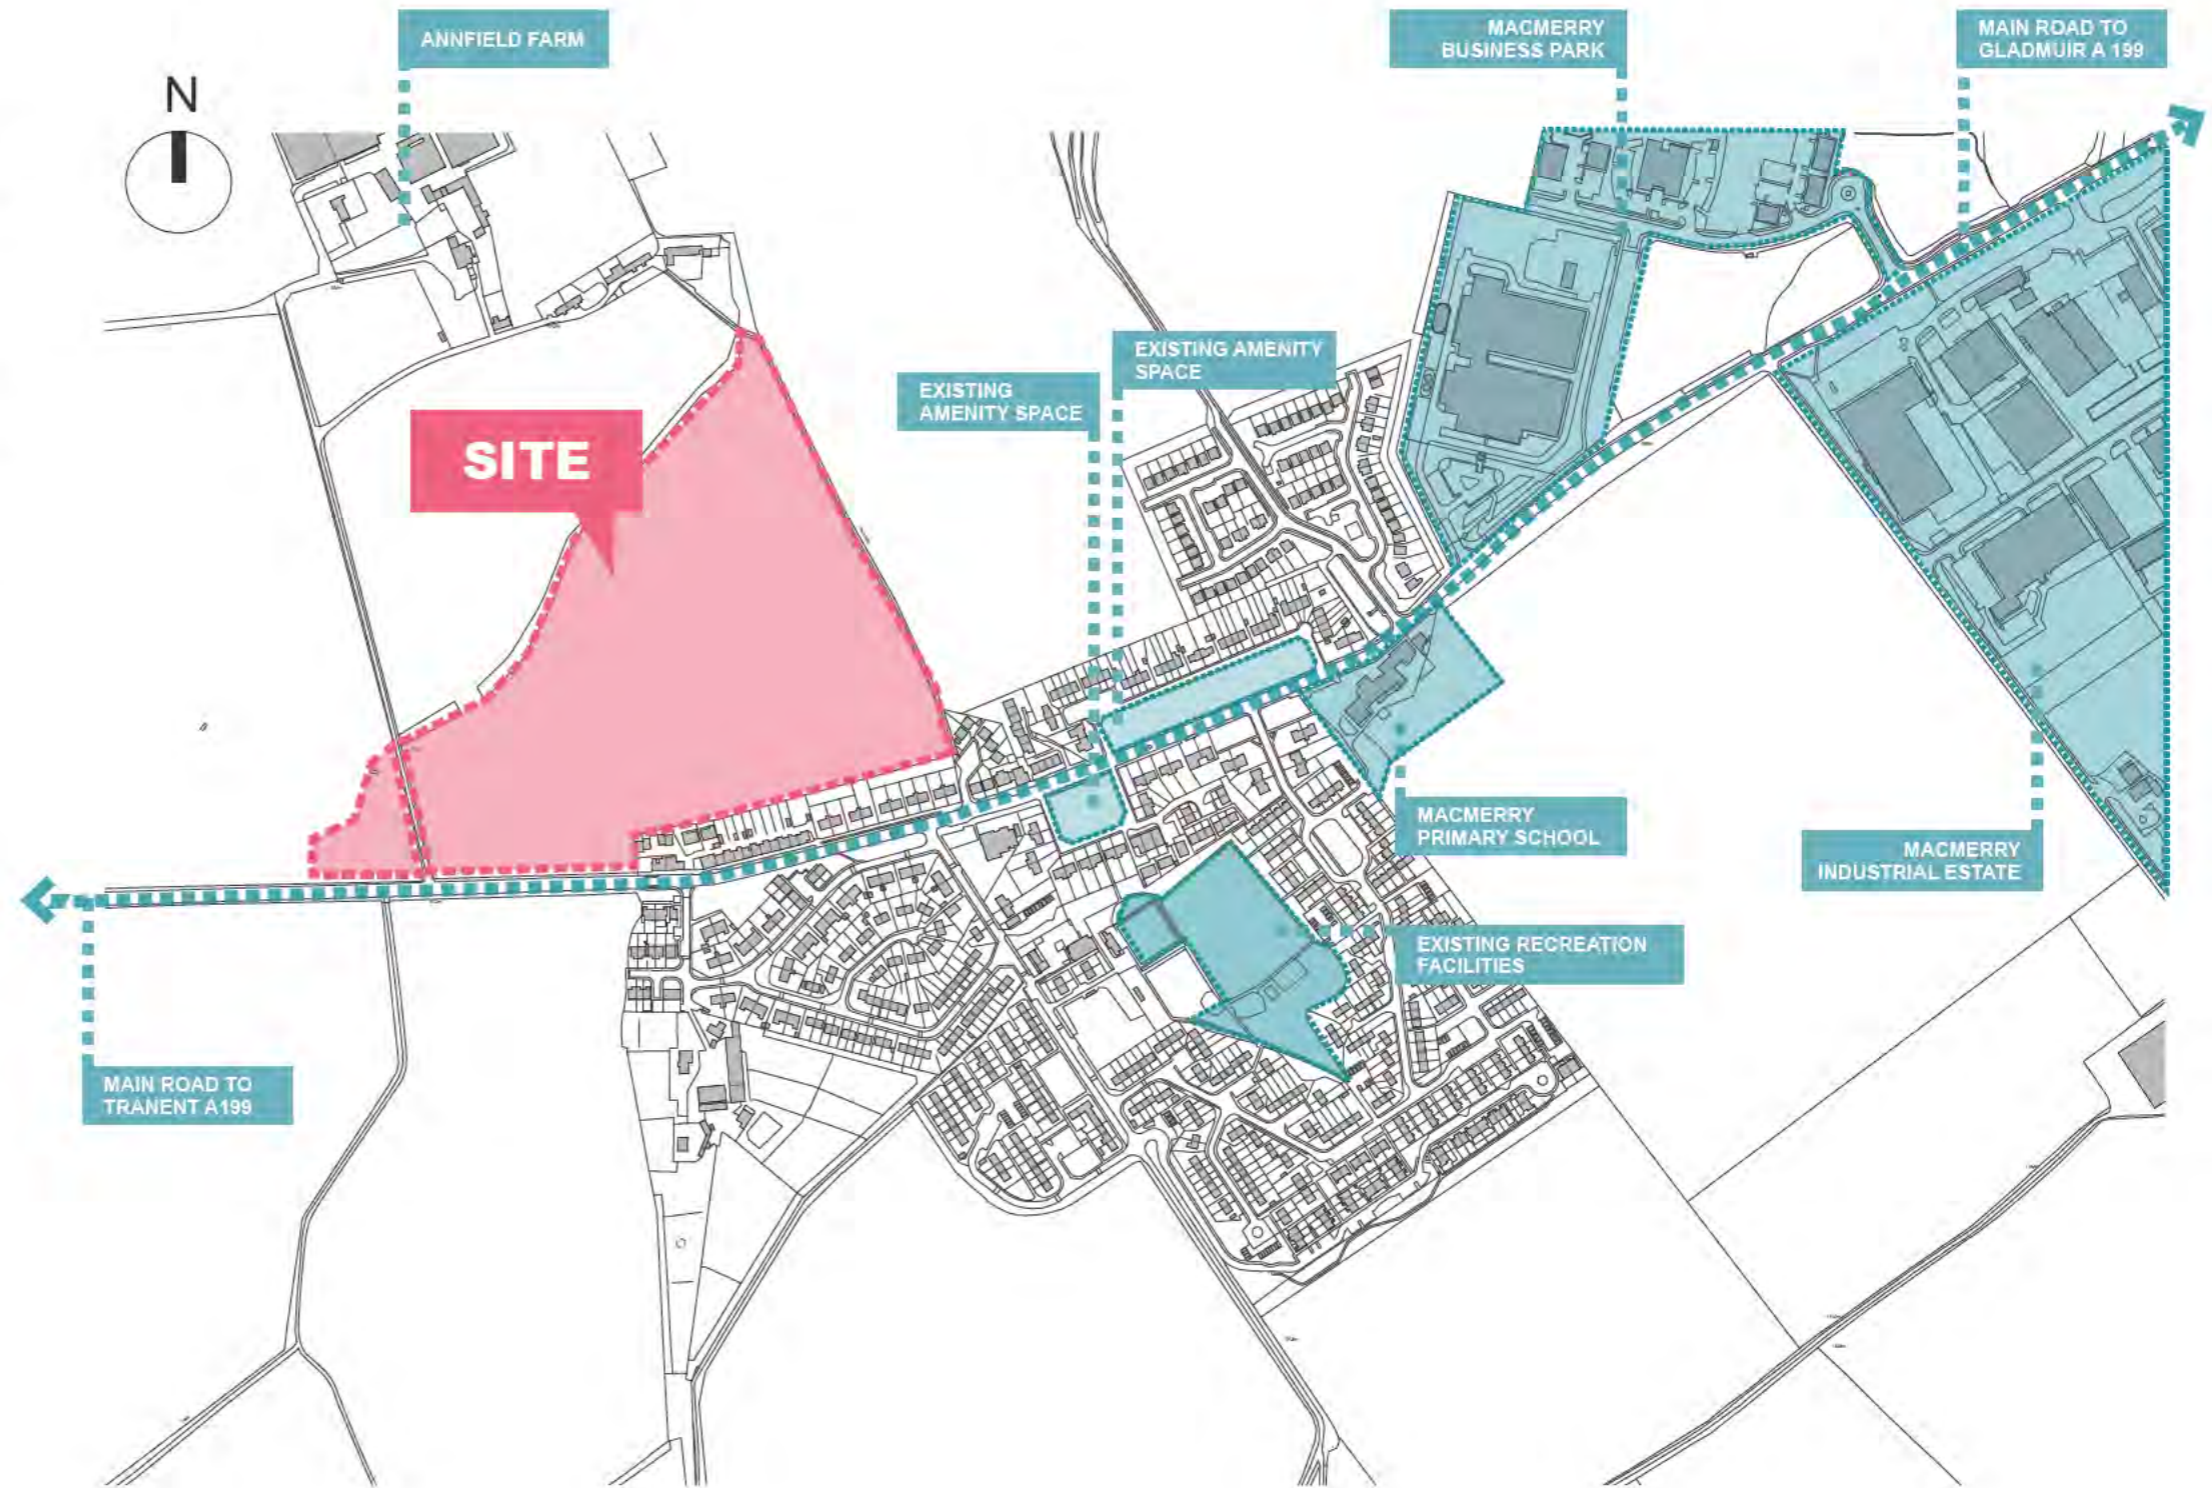 ANNFIELD FARM
MACMERRY
BUSINESS PARK
MAIN ROAD TO
GLADMUIR A 199
N
EXISTING AMENITY
SPACE
EXISTING
AMENITY SPACE
SITE
MACMERRY
PRIMARY SCHOOL
MACMERRY
INDUSTRIAL ESTATE
EXISTING RECREATION
FACILITIES
MAIN ROAD TO
TRANENT A199